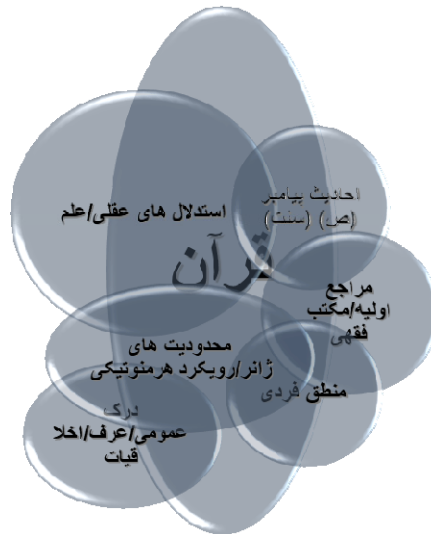 احادیث پیامبر
(ص) (سنت)
استدلال های عقلی/علم
قرآن
مراجع
اولیه/مکتب
فقهی
محدودیت های
ژانر/رویکرد هرمنوتیکی
منطق فردی
درک
عمومی/عرف/اخلا
قیات